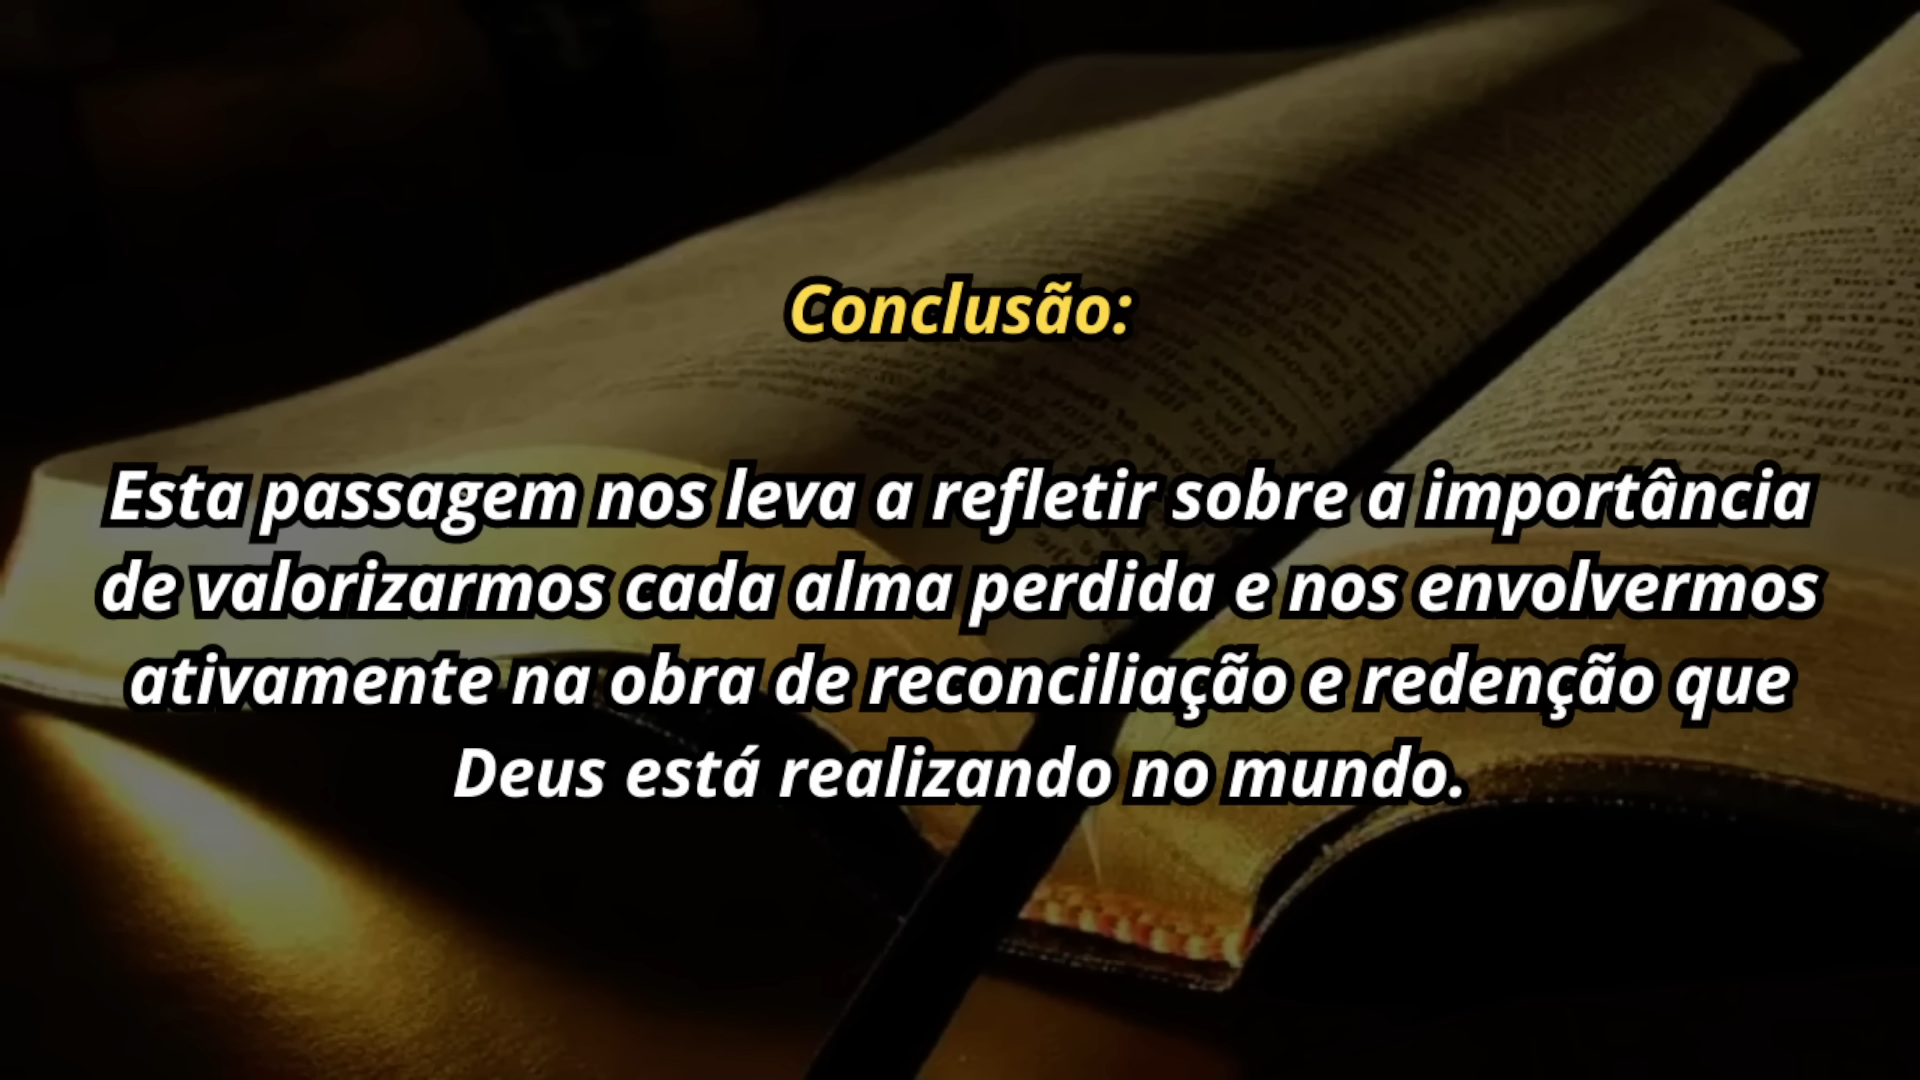 Conclusão:
Esta passagem nos leva a refletir sobre a importância
de valorizarmos cada alma perdida e nos envolvermos
ativamente na obra de reconciliação e redenção que
Deus está realizando no mundo.